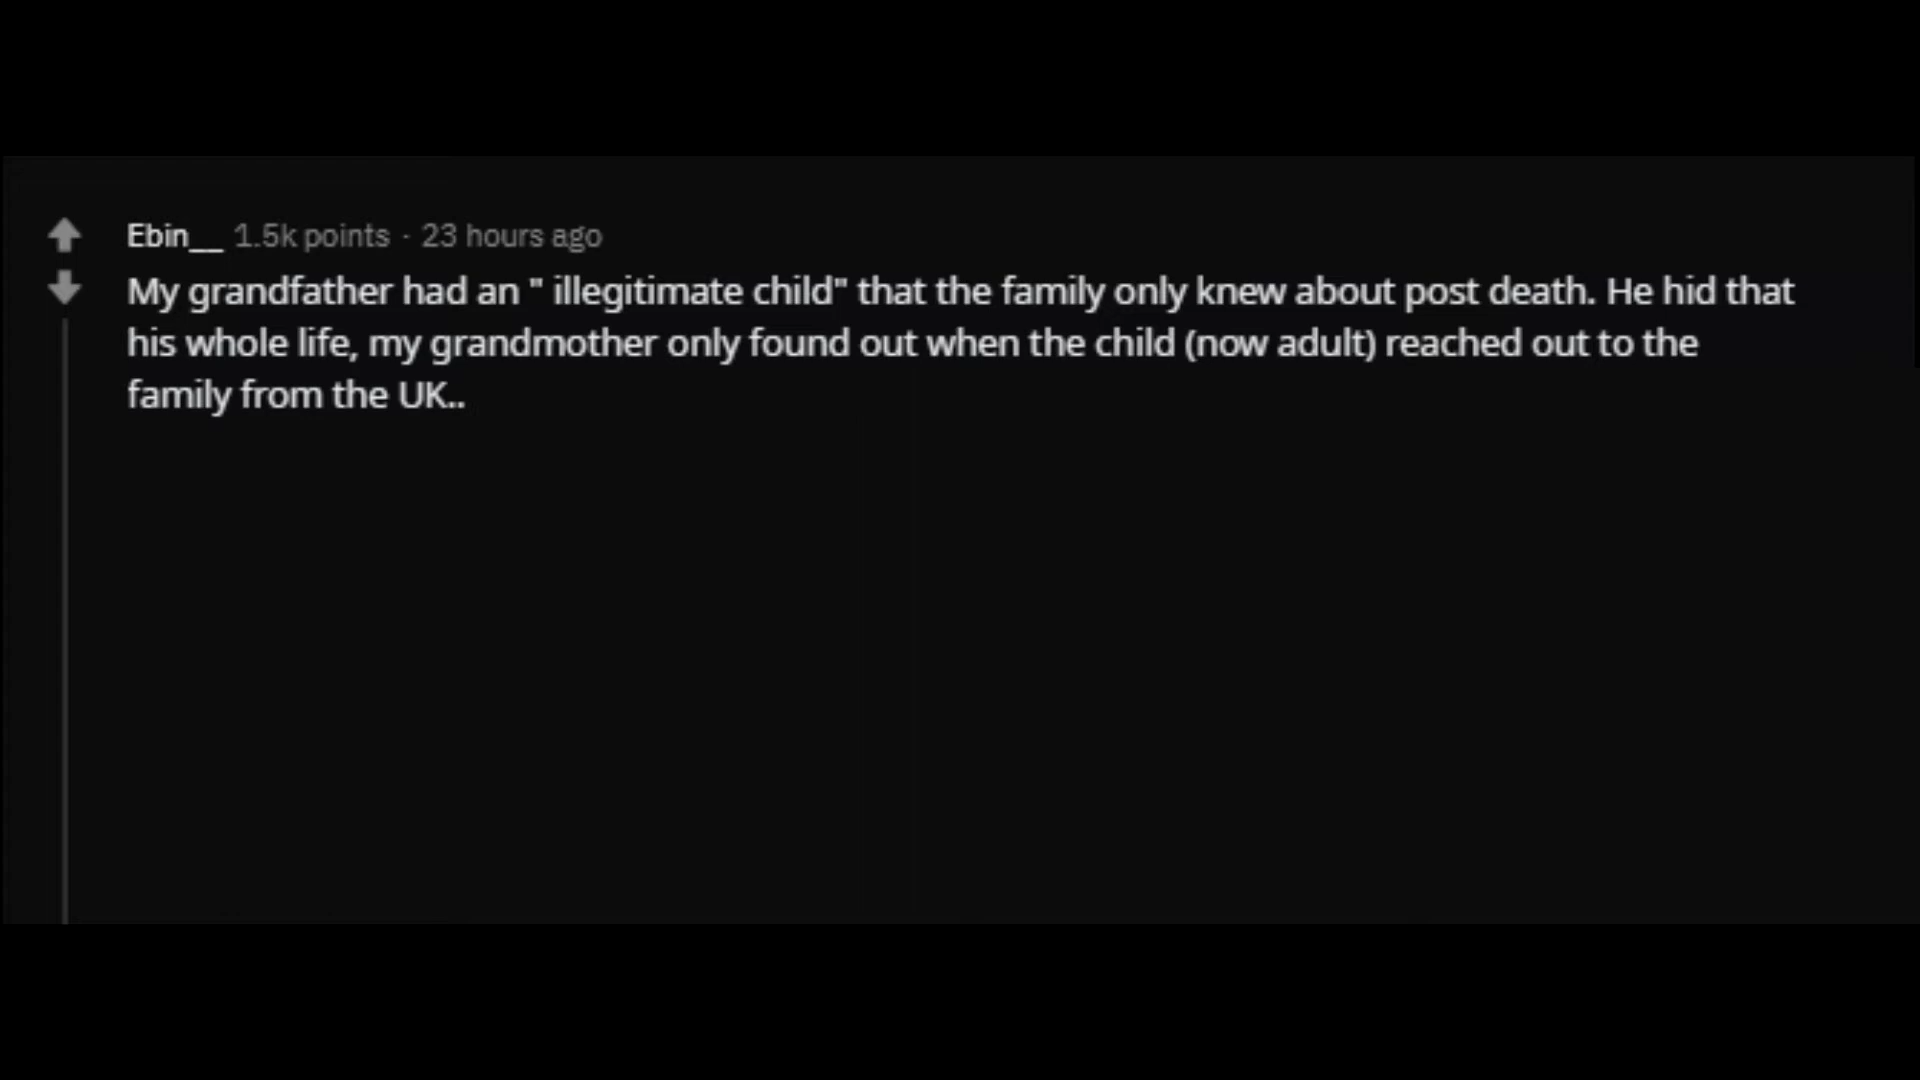 Ebin__ 1.5k points · 23 hours ago
My grandfather had an " illegitimate child" that the family only knew about post death. He hid that
his whole life, my grandmother only found out when the child (now adult) reached out to the
family from the UK..